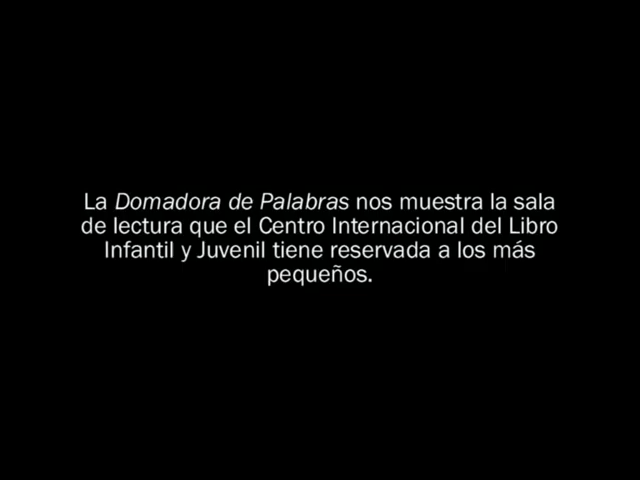 La Domadora de Palabras nos muestra la sala
de lectura que el Centro Internacional del Libro
Infantil y Juvenil tiene reservada a los más
pequeños.